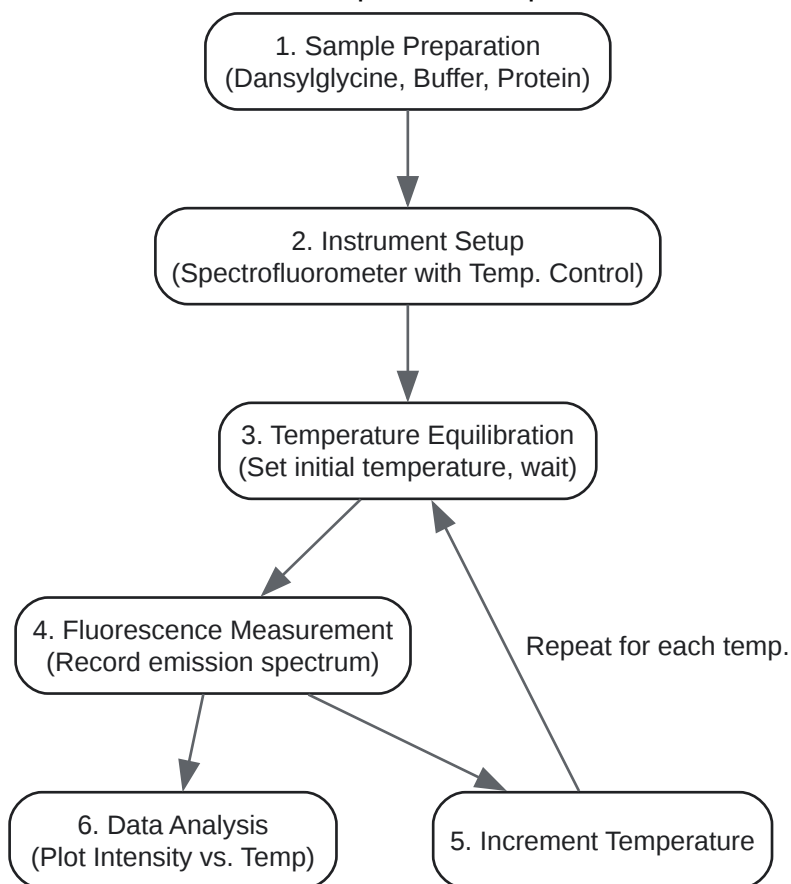 1. Sample Preparation
(Dansylglycine, Buffer, Protein)
2. Instrument Setup
(Spectrofluorometer with Temp. Control)
3. Temperature Equilibration
(Set initial temperature, wait)
4. Fluorescence Measurement
(Record emission spectrum)
Repeat for each temp.
6. Data Analysis
(Plot Intensity vs. Temp)
5. Increment Temperature